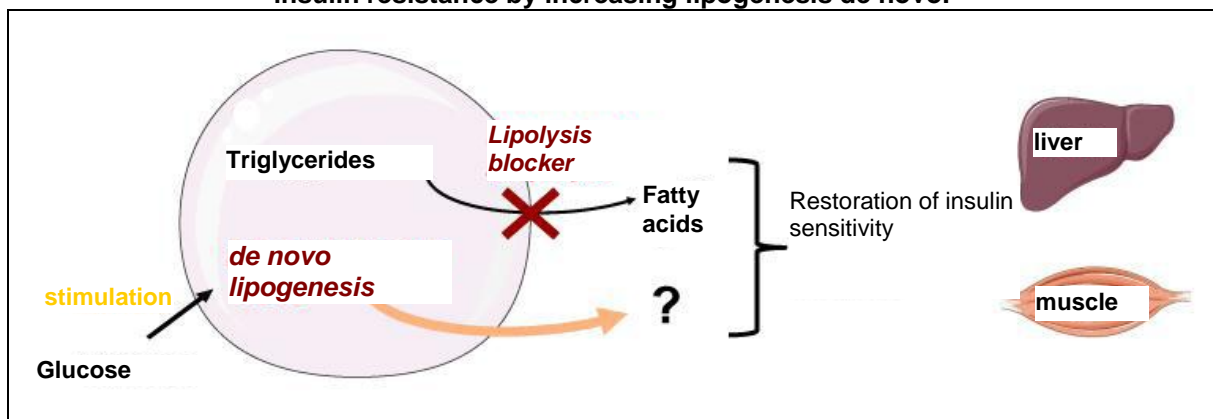 insulin resistance by increasing lipogenesis de novo.
Lipolysis
blocker
Triglycerides
Fatty
acids
liver
Restoration of insulin
sensitivity
de novo
lipogenesis
stimulation
?
muscle
Glucose